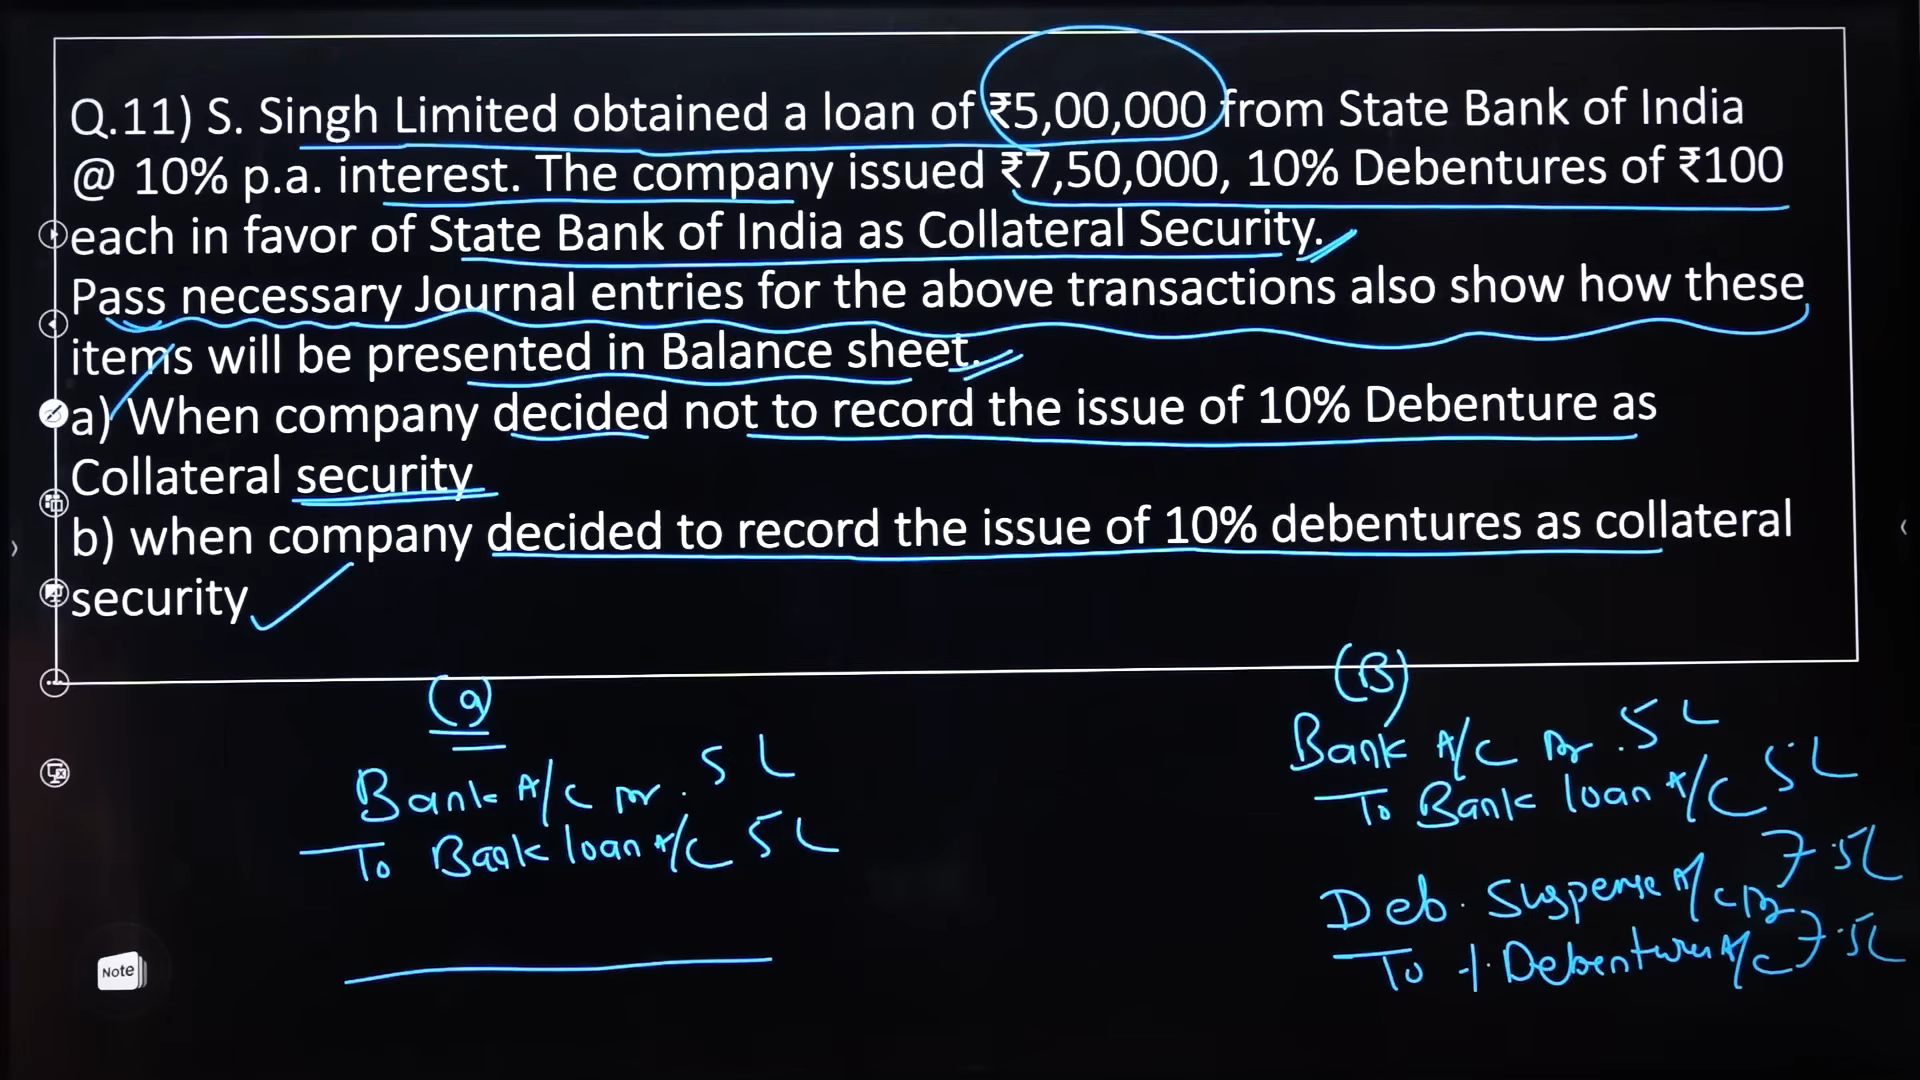 Q.11) S. Singh Limited obtained a loan of ₹5,00,000 from State Bank of India
@ 10% p.a. interest. The company issued ₹7,50,000, 10% Debentures of ₹100
each in favor of State Bank of India as Collateral Security.
Pass necessary Journal entries for the above transactions also show how these
items will be presented in Balance sheet.
a) When company decided not to record the issue of 10% Debenture as
Collateral security
b) when company decided to record the issue of 10% debentures as collateral
security
(a)
Bank A/c Dr. 5 L
To Bank loan A/c 5 L
(B)
Bank A/c Dr. 5 L
To Bank loan A/c 5 L
Deb. Suspense A/c Dr 7.5L
To % Debenture A/c 7.5L
Note